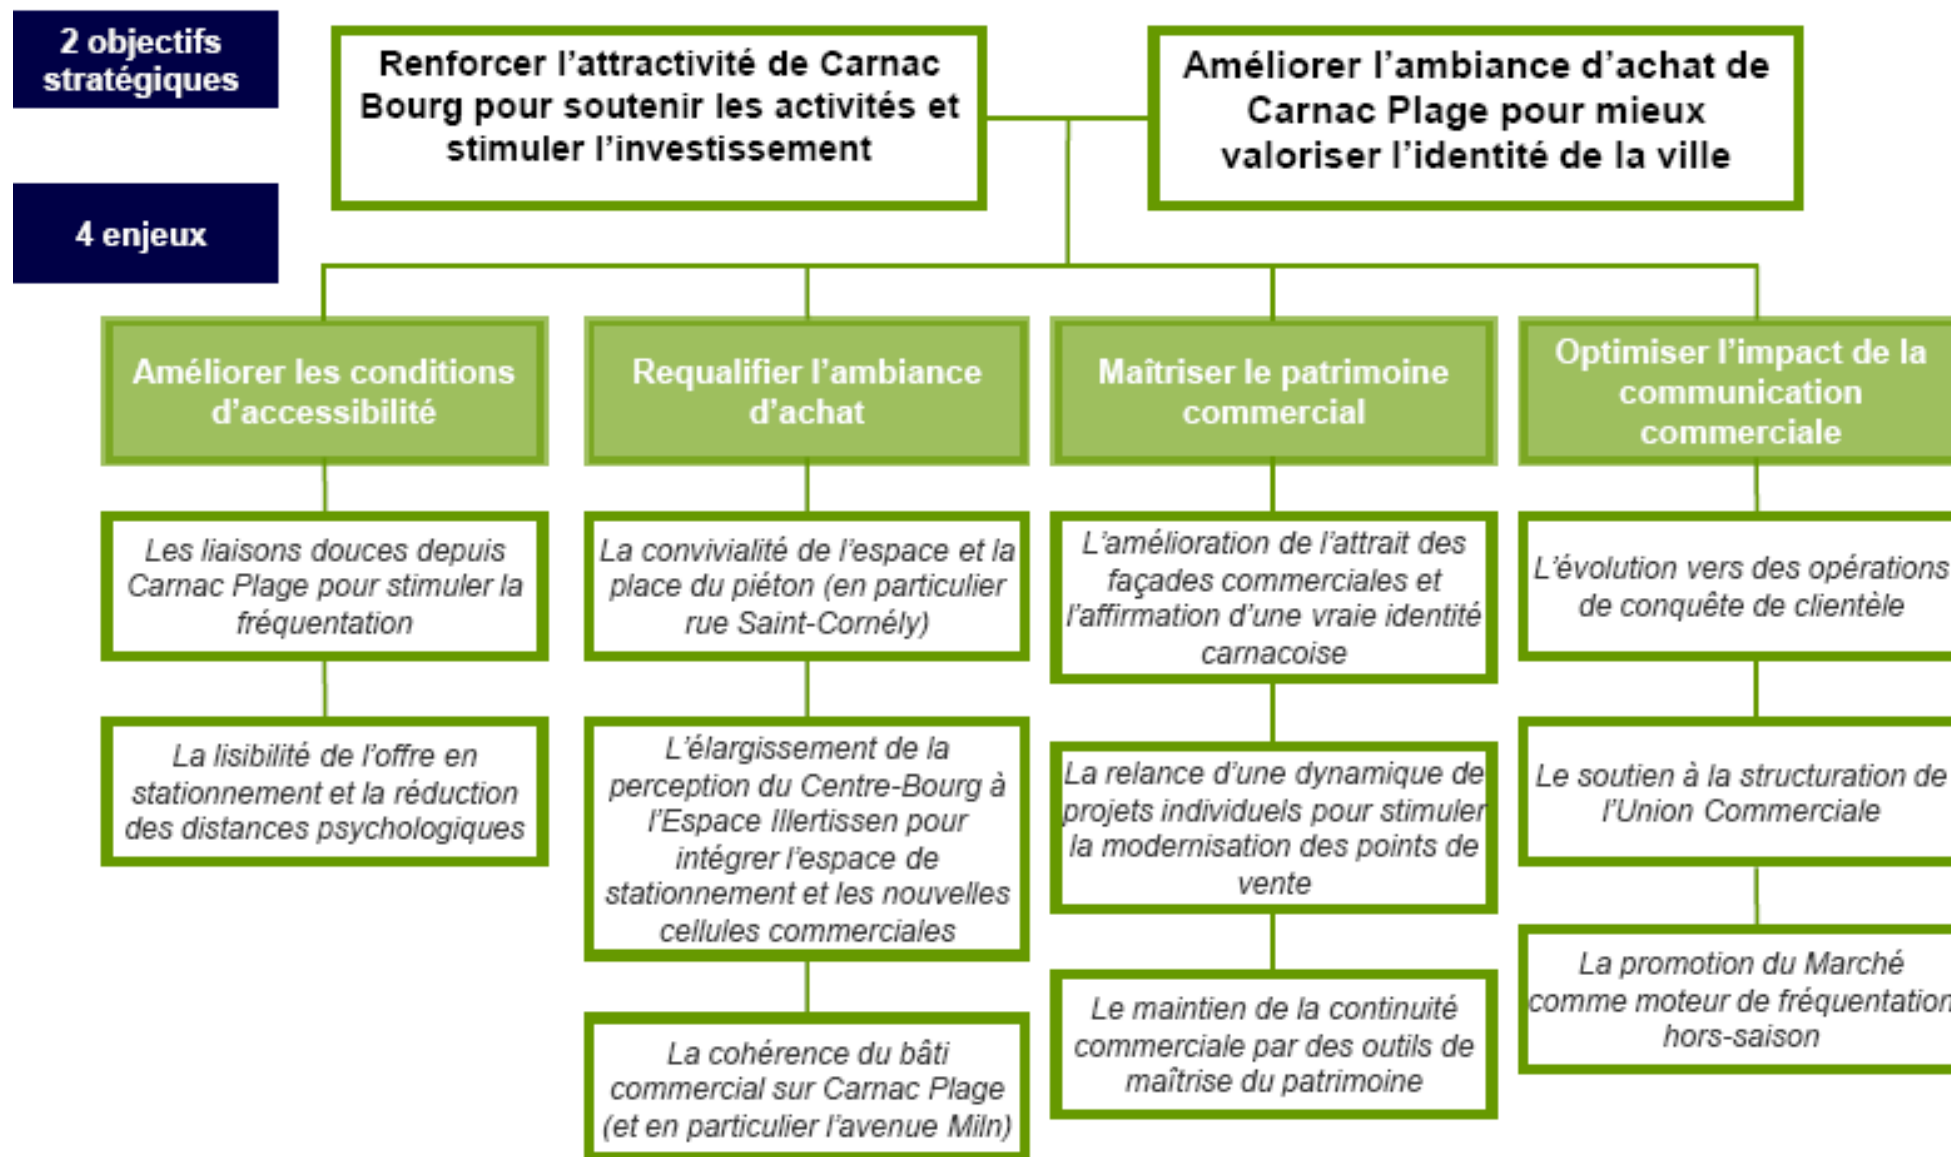 2 objectifs
stratégiques
Renforcer l’attractivité de Carnac
Bourg pour soutenir les activités et
stimuler l’investissement
Améliorer l’ambiance d’achat de
Carnac Plage pour mieux
valoriser l’identité de la ville
4 enjeux
Améliorer les conditions
d’accessibilité
Les liaisons douces depuis
Carnac Plage pour stimuler la
fréquentation
La lisibilité de l’offre en
stationnement et la réduction
des distances psychologiques
Requalifier l’ambiance
d’achat
La convivialité de l’espace et la
place du piéton (en particulier
rue Saint-Cornély)
L’élargissement de la
perception du Centre-Bourg à
l’Espace Illertissen pour
intégrer l’espace de
stationnement et les nouvelles
cellules commerciales
La cohérence du bâti
commercial sur Carnac Plage
(et en particulier l’avenue Miln)
Maîtriser le patrimoine
commercial
L’amélioration de l’attrait des
façades commerciales et
l’affirmation d’une vraie identité
carnacoise
La relance d’une dynamique de
projets individuels pour stimuler
la modernisation des points de
vente
Le maintien de la continuité
commerciale par des outils de
maîtrise du patrimoine
Optimiser l’impact de la
communication
commerciale
L’évolution vers des opérations
de conquête de clientèle
Le soutien à la structuration de
l’Union Commerciale
La promotion du Marché
comme moteur de fréquentation
hors-saison